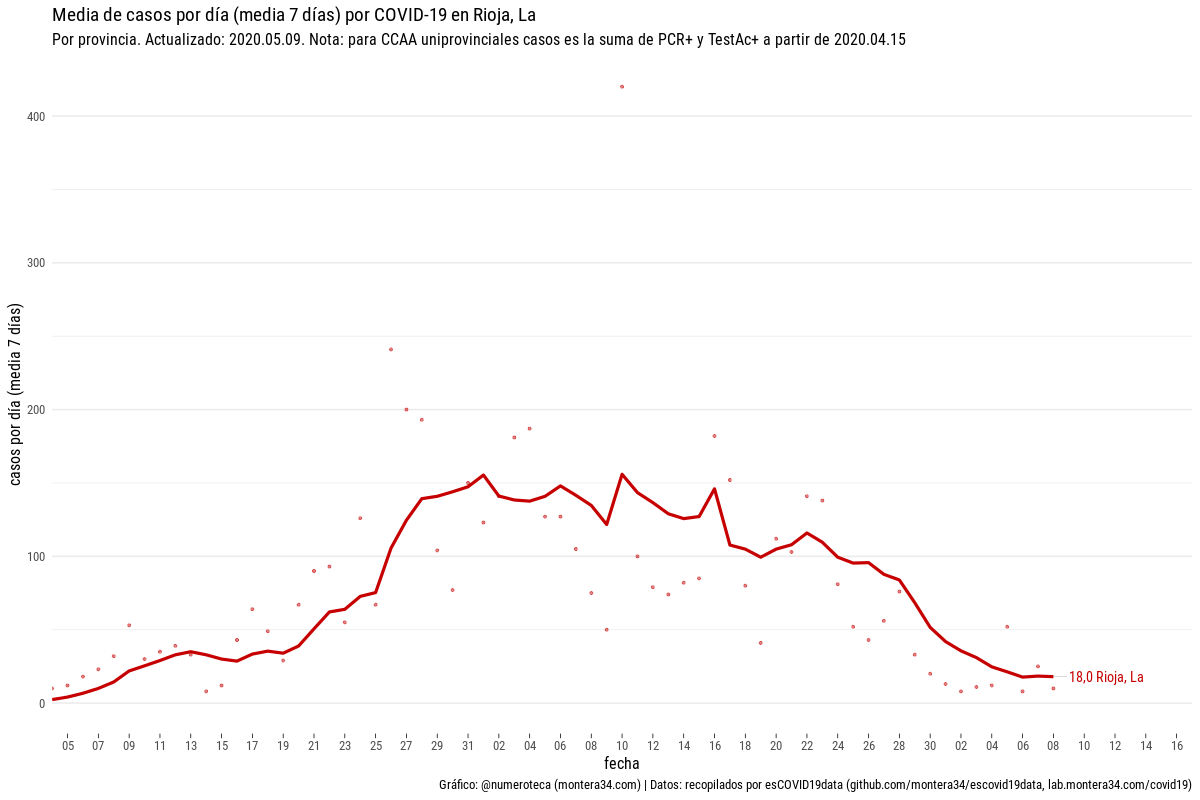 Media de casos por día (media 7 días) por COVID-19 en Rioja, La
Por provincia. Actualizado: 2020.05.09. Nota: para CCAA uniprovinciales casos es la suma de PCR+ y TestAc+ a partir de 2020.04.15
casos por día (media 7 días)
400
300
200
100
0
18,0 Rioja, La
05 07 09 11 13 15 17 19 21 23 25 27 29 31 02 04 06 08 10 12 14 16 18 20 22 24 26 28 30 02 04 06 08 10 12 14 16
fecha
Gráfico: @numeroteca (montera34.com) | Datos: recopilados por esCOVID19data (github.com/montera34/escovid19data, lab.montera34.com/covid19)